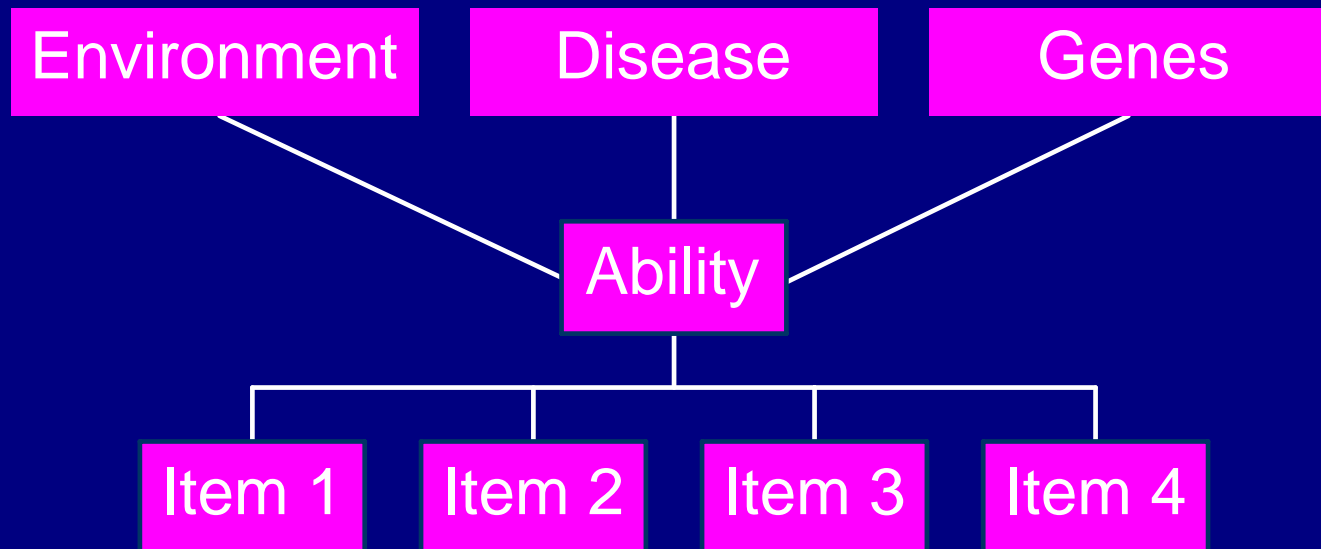 Environment
Disease
Genes
Ability
Item 1
Item 2
Item 3
Item 4